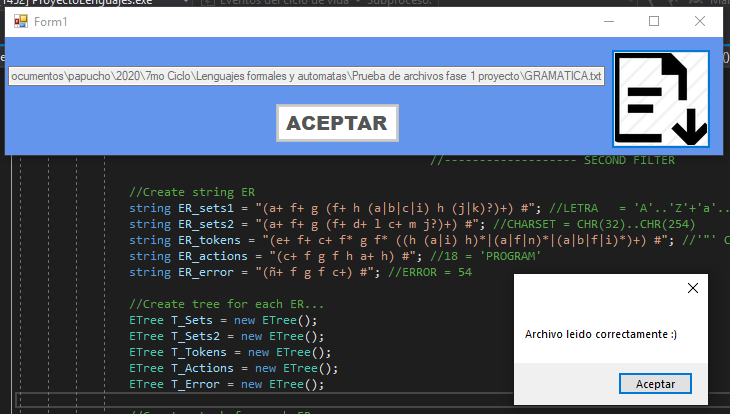 [1452] ProyectoLenguajes.exe Eventos del ciclo de vida Subproceso:
Form1
ocumentos\papucho\2020\7mo Ciclo\Lenguajes formales y automatas\Prueba de archivos fase 1 proyecto\GRAMATICA.txt
ACEPTAR
//------------------- SECOND FILTER
//Create string ER
string ER_sets1 = "(a+ f+ g (f+ h (a|b|c|i) h (j|k)?)+) #"; //LETRA = 'A'..'Z'+'a'..
string ER_sets2 = "(a+ f+ g (f+ d+ l c+ m j?)+) #"; //CHARSET = CHR(32)..CHR(254)
string ER_tokens = "(e+ f+ c+ f* g f* ((h (a|i) h)*|(a|f|n)*|(a|b|f|i)*)+) #"; //'"' C
string ER_actions = "(c+ f g f h a+ h) #"; //18 = 'PROGRAM'
string ER_error = "(ñ+ f g f c+) #"; //ERROR = 54
//Create tree for each ER...
ETree T_Sets = new ETree();
ETree T_Sets2 = new ETree();
ETree T_Tokens = new ETree();
ETree T_Actions = new ETree();
ETree T_Error = new ETree();
Archivo leido correctamente :)
Aceptar